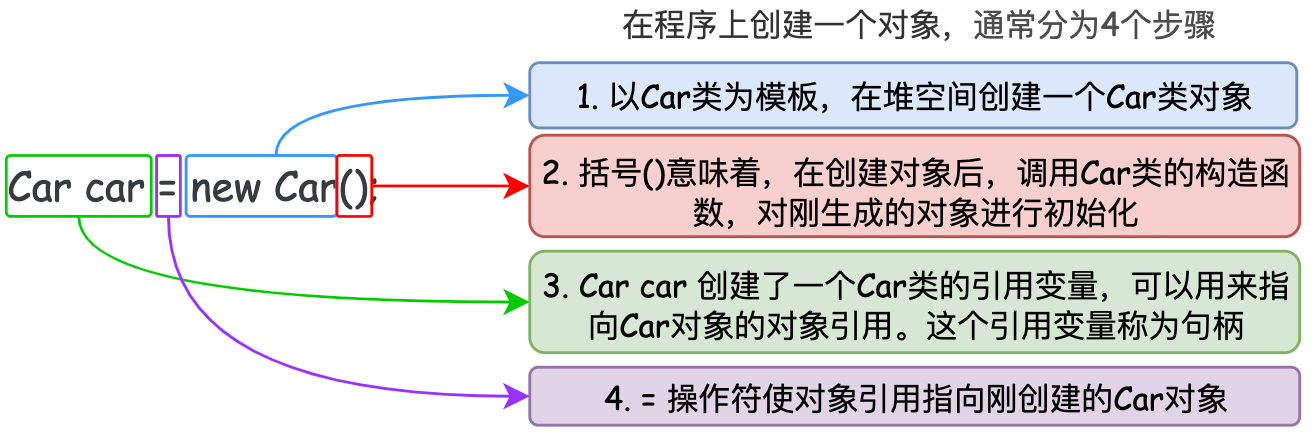 在程序上创建一个对象，通常分为4个步骤
1. 以Car类为模板，在堆空间创建一个Car类对象
Car car = new Car();
2. 括号()意味着，在创建对象后，调用Car类的构造函
数，对刚生成的对象进行初始化
3. Car car 创建了一个Car类的引用变量，可以用来指
向Car对象的对象引用。这个引用变量称为句柄
4. = 操作符使对象引用指向刚创建的Car对象